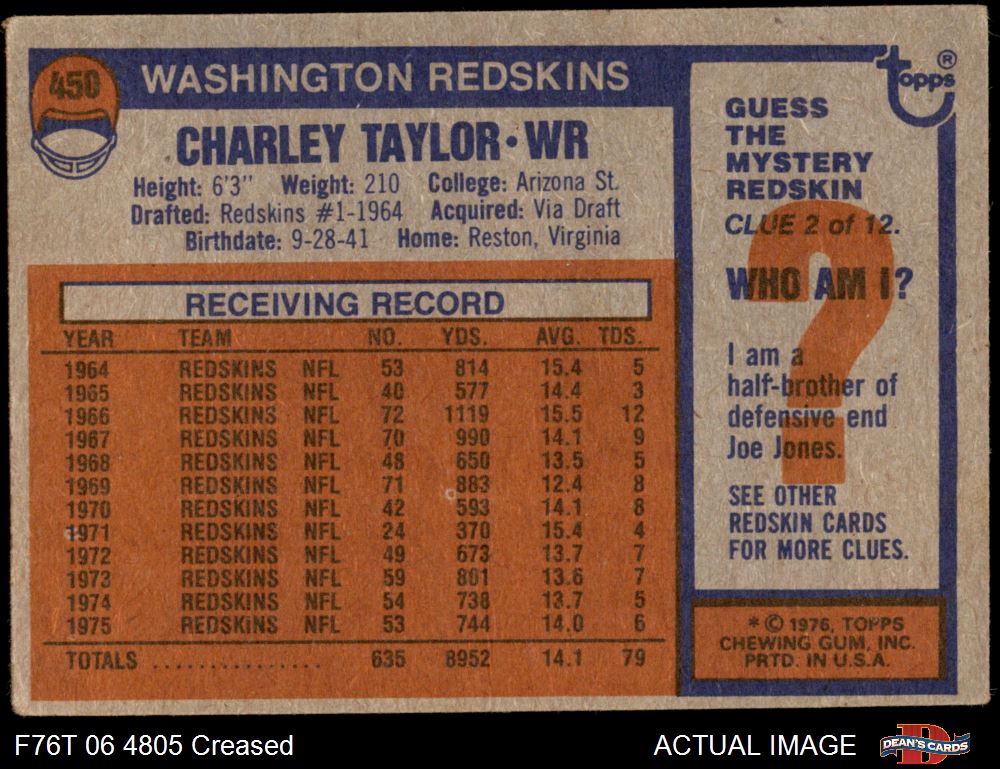 450
WASHINGTON REDSKINS
CHARLEY TAYLOR • WR
Height: 6'3" Weight: 210 College: Arizona St.
Drafted: Redskins #1-1964 Acquired: Via Draft
Birthdate: 9-28-41 Home: Reston, Virginia
RECEIVING RECORD
YEAR TEAM NO. YDS. AVG. TDS.
1964 REDSKINS NFL 53 814 15.4 5
1965 REDSKINS NFL 40 577 14.4 3
1966 REDSKINS NFL 72 1119 15.5 12
1967 REDSKINS NFL 70 990 14.1 9
1968 REDSKINS NFL 48 650 13.5 5
1969 REDSKINS NFL 71 883 12.4 8
1970 REDSKINS NFL 42 593 14.1 8
1971 REDSKINS NFL 24 370 15.4 4
1972 REDSKINS NFL 49 673 13.7 7
1973 REDSKINS NFL 59 801 13.6 7
1974 REDSKINS NFL 54 738 13.7 5
1975 REDSKINS NFL 53 744 14.0 6
TOTALS ................ 635 8952 14.1 79
topps ®
GUESS
THE
MYSTERY
REDSKIN
CLUE 2 of 12.
WHO AM I?
I am a
half-brother of
defensive end
Joe Jones.
SEE OTHER
REDSKIN CARDS
FOR MORE CLUES.
* © 1976, TOPPS
CHEWING GUM, INC.
PRTD. IN U.S.A.
F76T 06 4805 Creased
ACTUAL IMAGE
DEAN'S CARDS